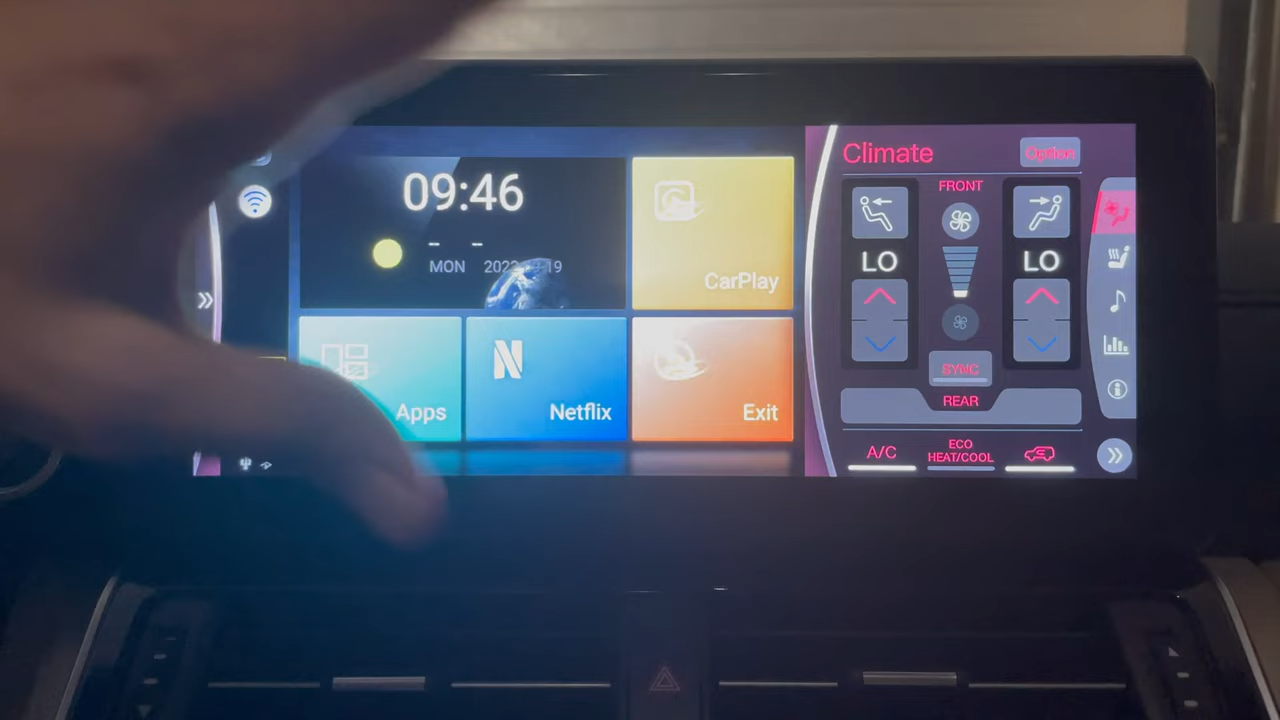 09:46
-- --
MON
CarPlay
Apps
Netflix
Exit
Climate
Option
FRONT
LO
LO
SYNC
REAR
A/C
ECO
HEAT/COOL